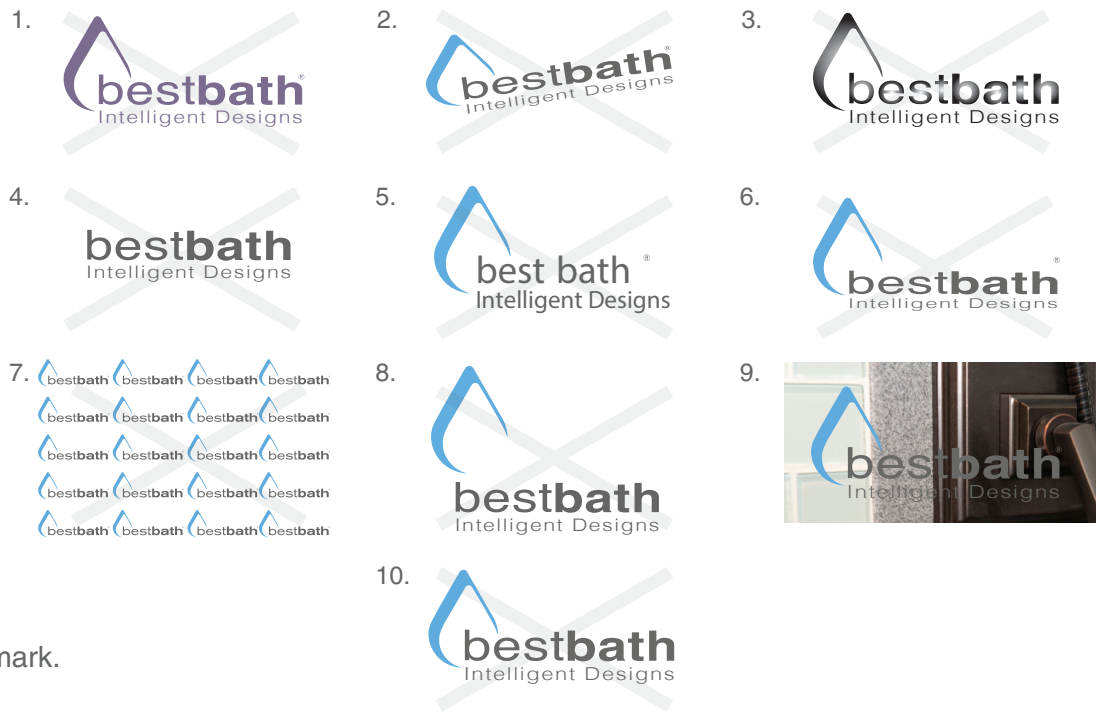 1.
2.
3.
bestbath®
Intelligent Designs
bestbath®
Intelligent Designs
bestbath
Intelligent Designs
4.
5.
6.
bestbath
Intelligent Designs
best bath ®
Intelligent Designs
bestbath ®
Intelligent Designs
7.
8.
9.
bestbath bestbath bestbath bestbath
bestbath bestbath bestbath bestbath
bestbath bestbath bestbath bestbath
bestbath bestbath bestbath bestbath
bestbath bestbath bestbath bestbath
bestbath
Intelligent Designs
bestbath®
Intelligent Designs
10.
bestbath
Intelligent Designs
mark.